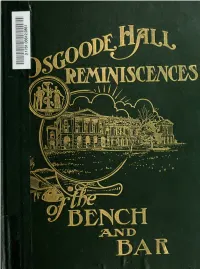 OSGOODE HALL
REMINISCENCES
of the
BENCH
AND
BAR